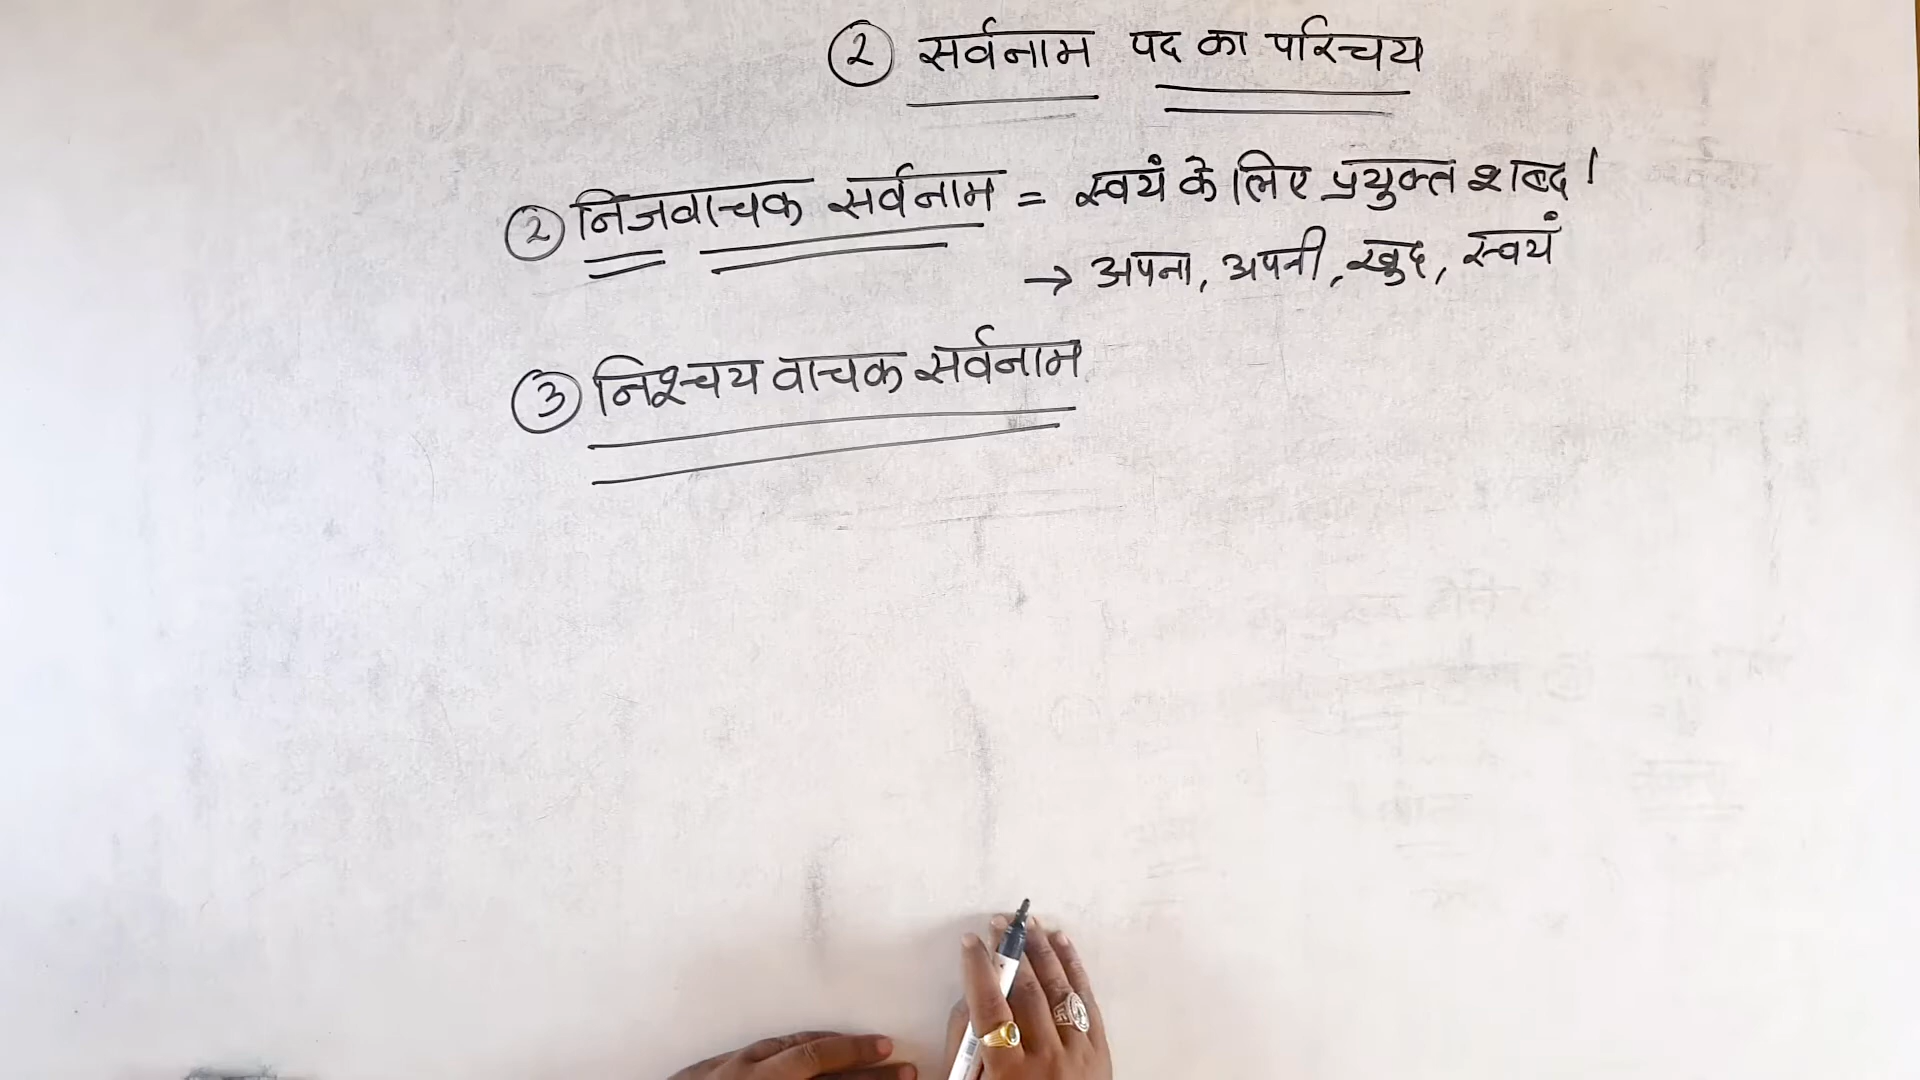 ② सर्वनाम पद का परिचय
② निजवाचक सर्वनाम = स्वयं के लिए प्रयुक्त शब्द।
→ अपना, अपनी, खुद, स्वयं
③ निश्चय वाचक सर्वनाम